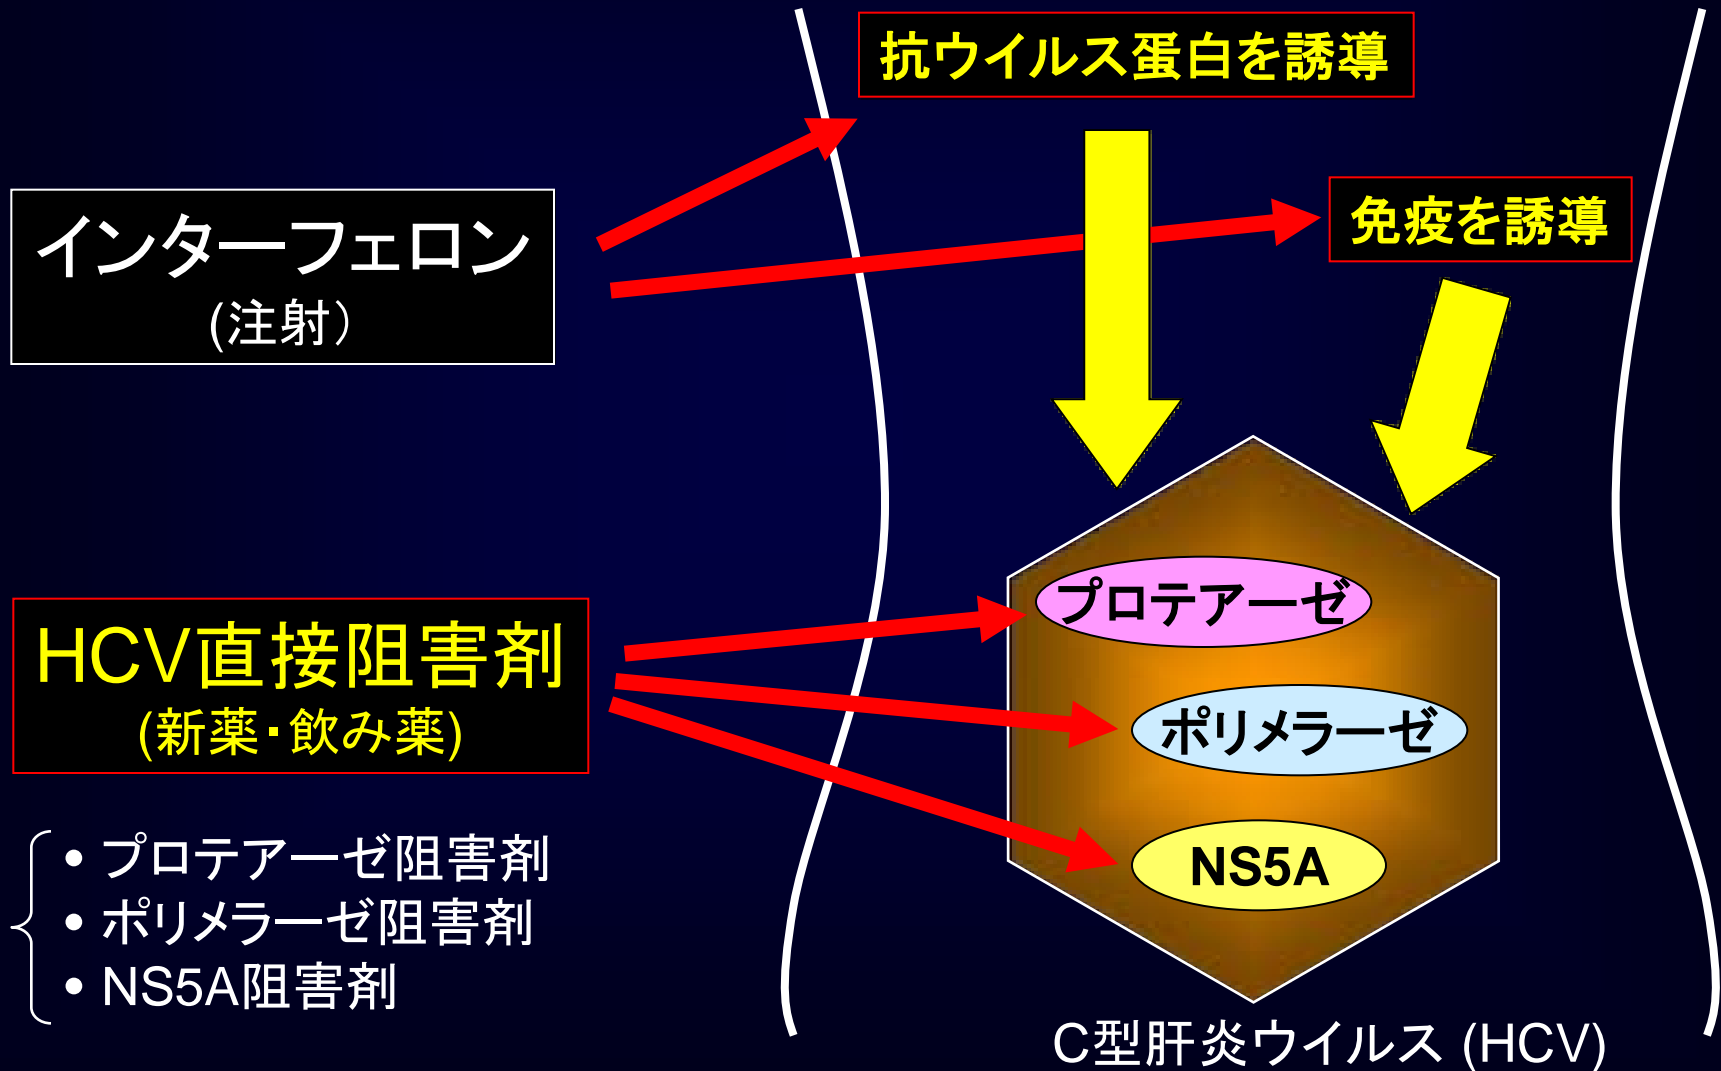 抗ウイルス蛋白を誘導
インターフェロン
(注射）
免疫を誘導
HCV直接阻害剤
(新薬・飲み薬)
• プロテアーゼ阻害剤
• ポリメラーゼ阻害剤
• NS5A阻害剤
プロテアーゼ
ポリメラーゼ
NS5A
C型肝炎ウイルス (HCV)